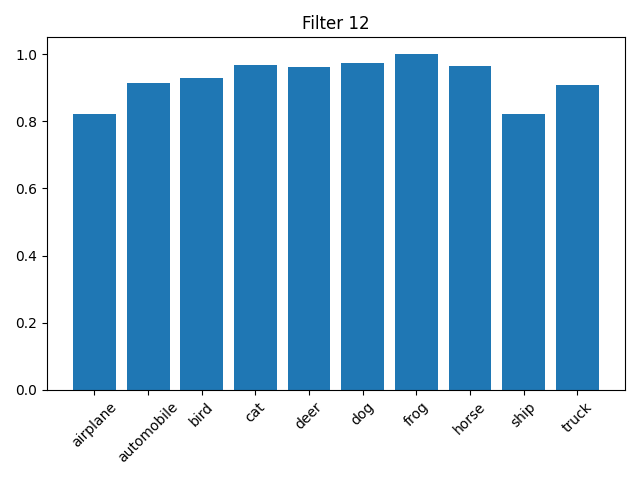 Filter 12
1.0
0.8
0.6
0.4
0.2
0.0
airplane
automobile
bird
cat
deer
dog
frog
horse
ship
truck